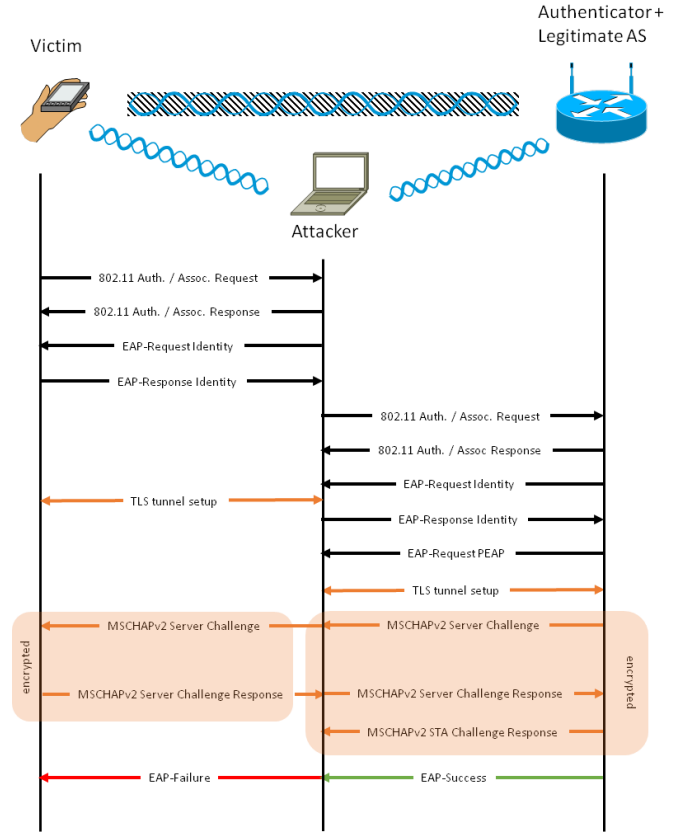 Authenticator +
Legitimate AS
Victim
Attacker
802.11 Auth. / Assoc. Request
802.11 Auth. / Assoc. Response
EAP-Request Identity
EAP-Response Identity
802.11 Auth. / Assoc. Request
802.11 Auth. / Assoc Response
EAP-Request Identity
TLS tunnel setup
EAP-Response Identity
EAP-Request PEAP
TLS tunnel setup
MSCHAPv2 Server Challenge
MSCHAPv2 Server Challenge
encrypted
encrypted
MSCHAPv2 Server Challenge Response
MSCHAPv2 Server Challenge Response
MSCHAPv2 STA Challenge Response
EAP-Failure
EAP-Success